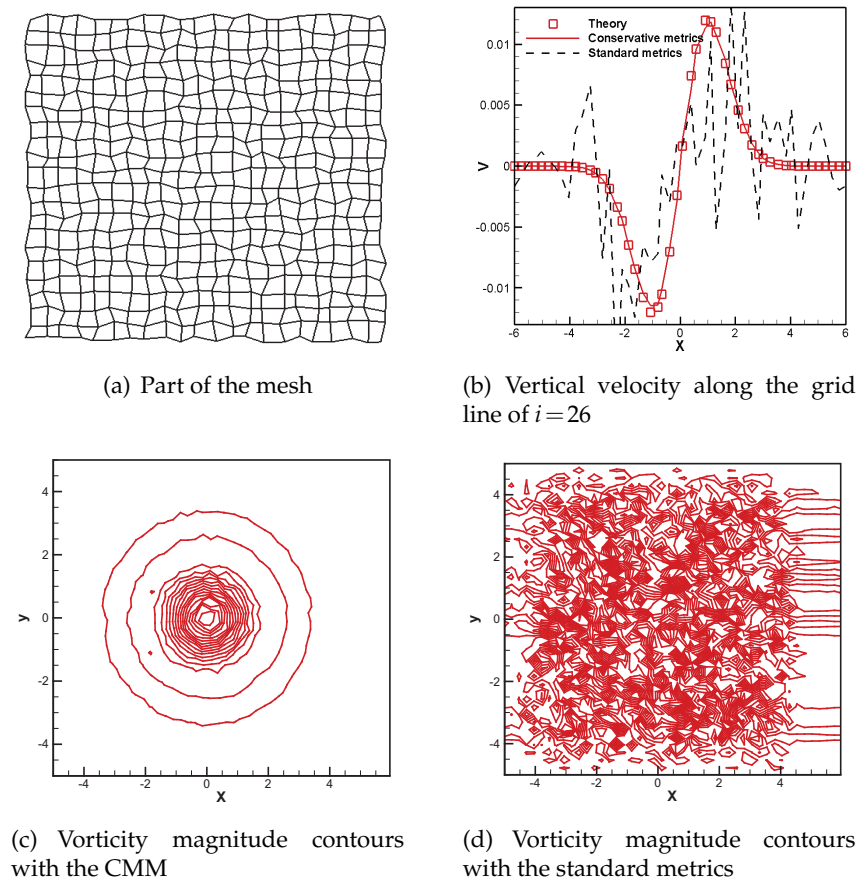 Theory
Conservative metrics
Standard metrics
0.01
0.005
0
-0.005
-0.01
V
-6 -4 -2 0 2 4 6
X
(a) Part of the mesh
(b) Vertical velocity along the grid
line of i=26
4
2
0
-2
-4
y
-4 -2 0 2 4
X
4
2
0
-2
-4
y
-4 -2 0 2 4
X
(c) Vorticity magnitude contours
with the CMM
(d) Vorticity magnitude contours
with the standard metrics